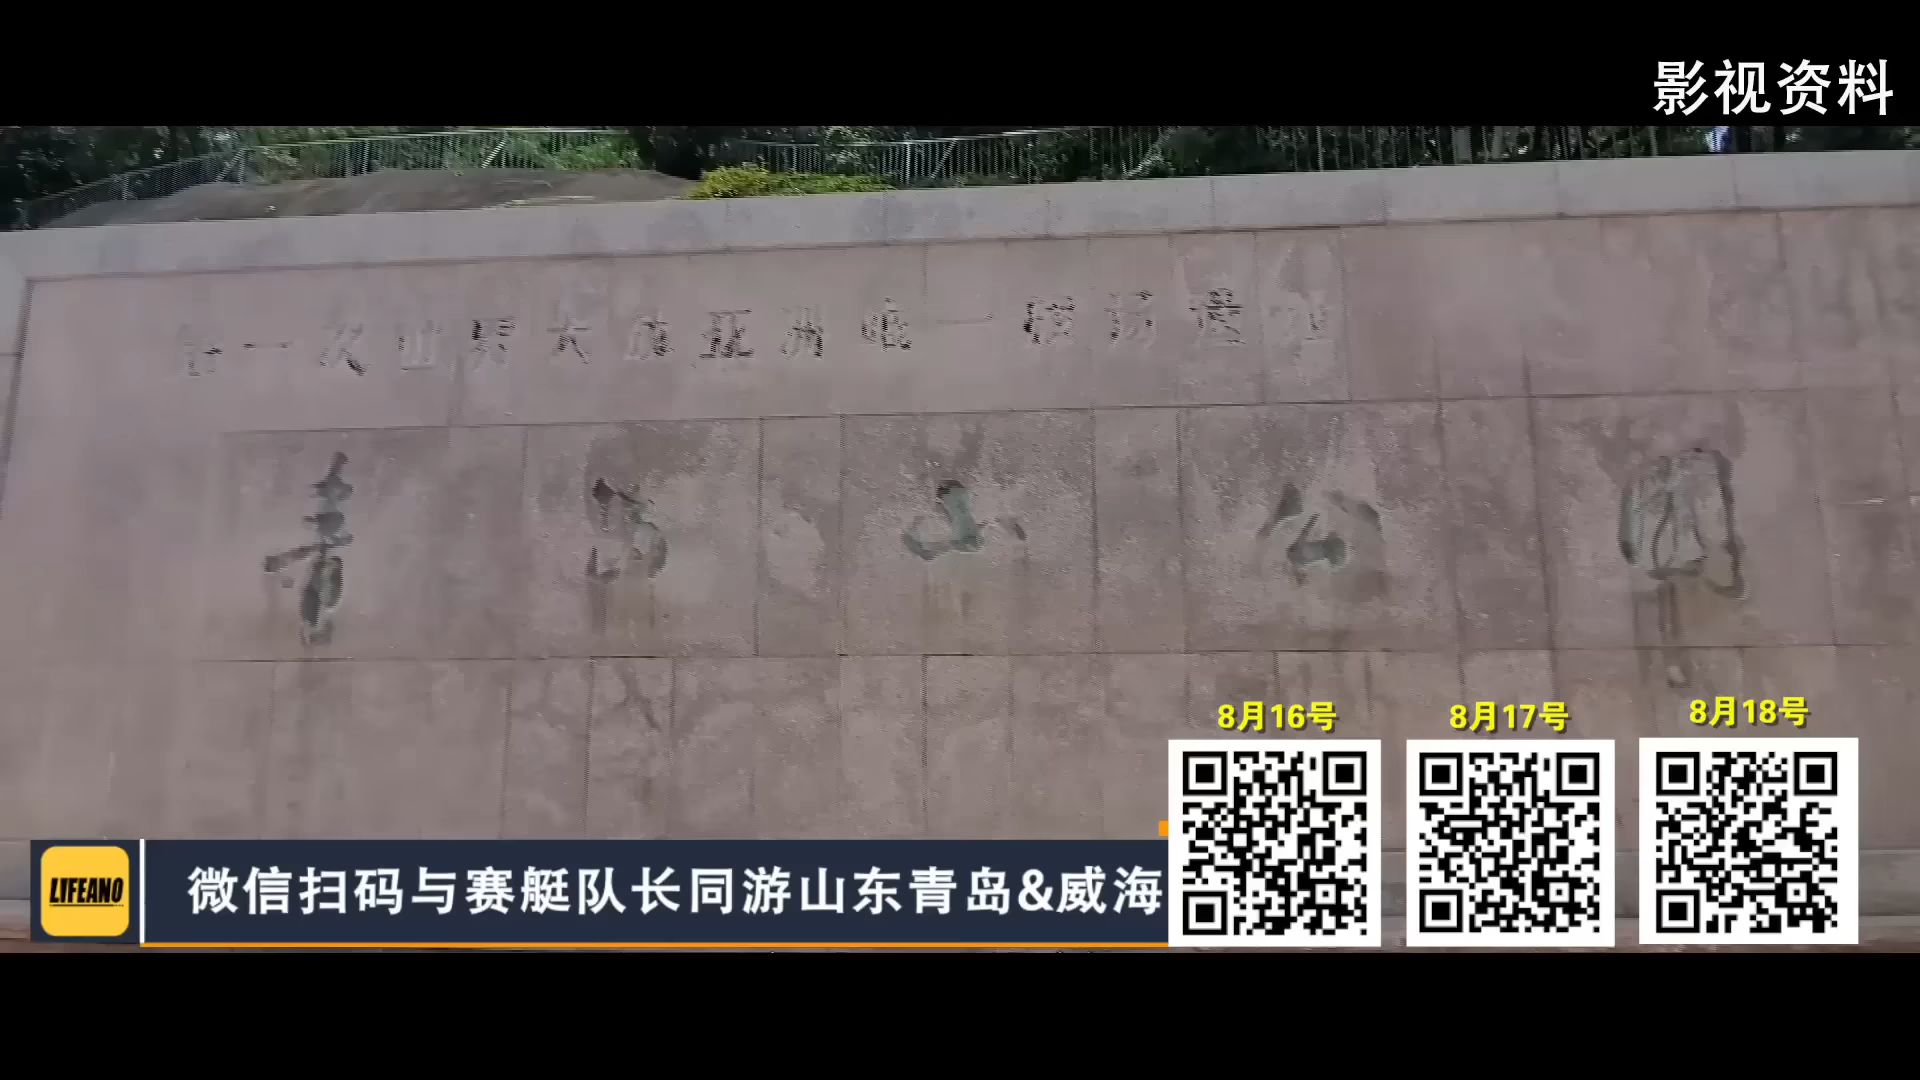 影视资料
第一次世界大战亚洲唯一战场遗址
青岛山公园
8月16号
8月17号
8月18号
LIFEANO
微信扫码与赛艇队长同游山东青岛&威海